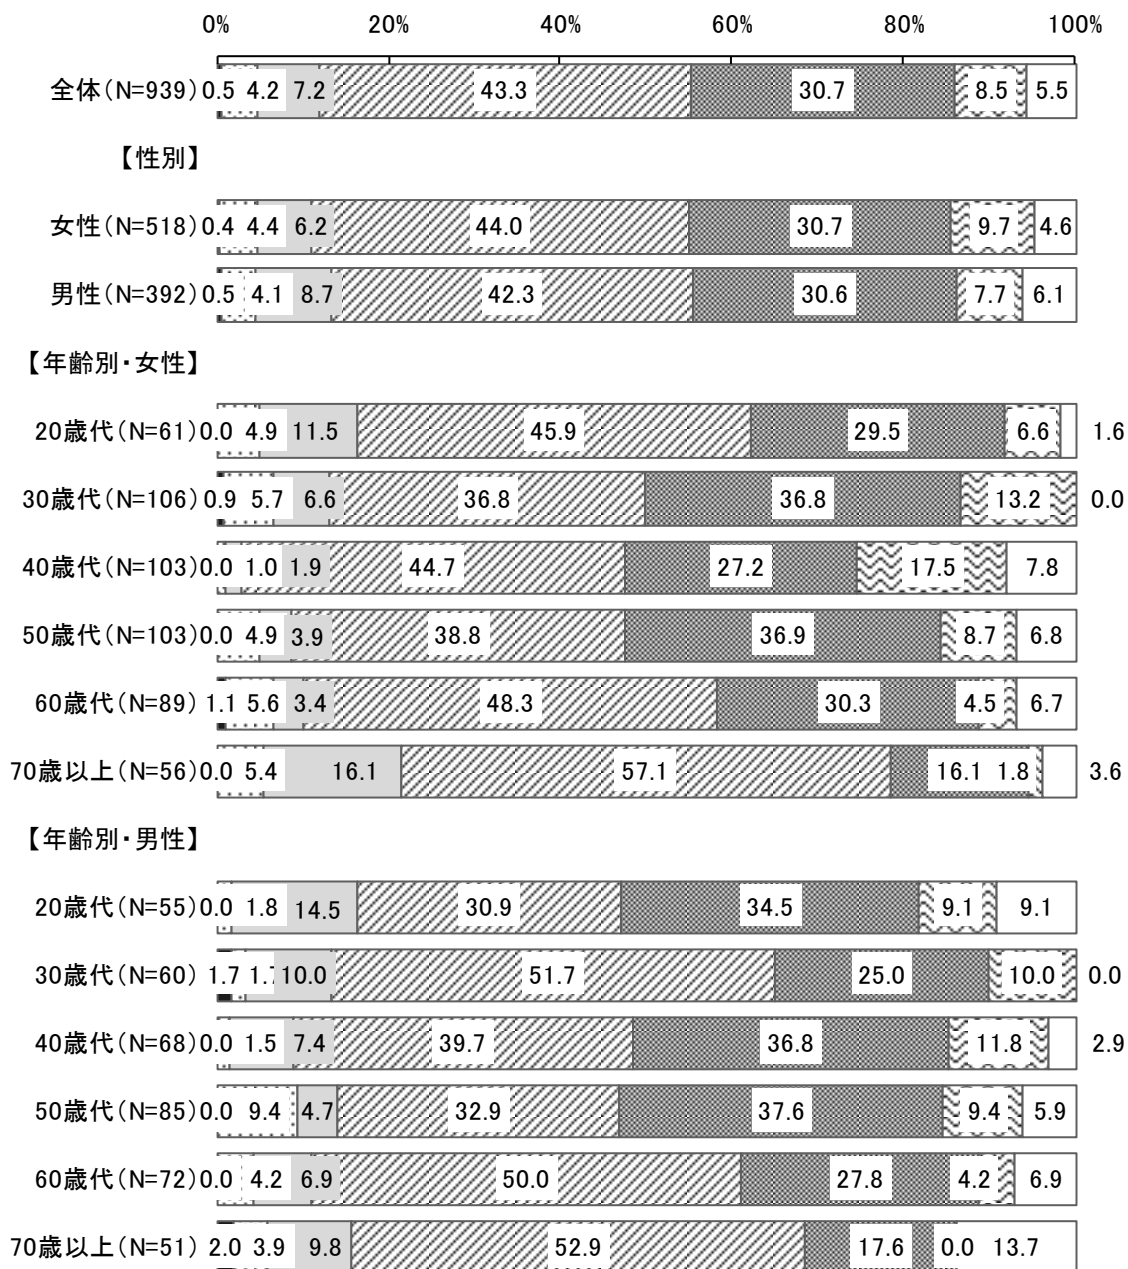 0% 20% 40% 60% 80% 100%
全体(N=939) 0.5 4.2 7.2 43.3 30.7 8.5 5.5
【性別】
女性(N=518) 0.4 4.4 6.2 44.0 30.7 9.7 4.6
男性(N=392) 0.5 4.1 8.7 42.3 30.6 7.7 6.1
【年齢別・女性】
20歳代(N=61) 0.0 4.9 11.5 45.9 29.5 6.6 1.6
30歳代(N=106) 0.9 5.7 6.6 36.8 36.8 13.2 0.0
40歳代(N=103) 0.0 1.0 1.9 44.7 27.2 17.5 7.8
50歳代(N=103) 0.0 4.9 3.9 38.8 36.9 8.7 6.8
60歳代(N=89) 1.1 5.6 3.4 48.3 30.3 4.5 6.7
70歳以上(N=56) 0.0 5.4 16.1 57.1 16.1 1.8 3.6
【年齢別・男性】
20歳代(N=55) 0.0 1.8 14.5 30.9 34.5 9.1 9.1
30歳代(N=60) 1.7 1.7 10.0 51.7 25.0 10.0 0.0
40歳代(N=68) 0.0 1.5 7.4 39.7 36.8 11.8 2.9
50歳代(N=85) 0.0 9.4 4.7 32.9 37.6 9.4 5.9
60歳代(N=72) 0.0 4.2 6.9 50.0 27.8 4.2 6.9
70歳以上(N=51) 2.0 3.9 9.8 52.9 17.6 0.0 13.7